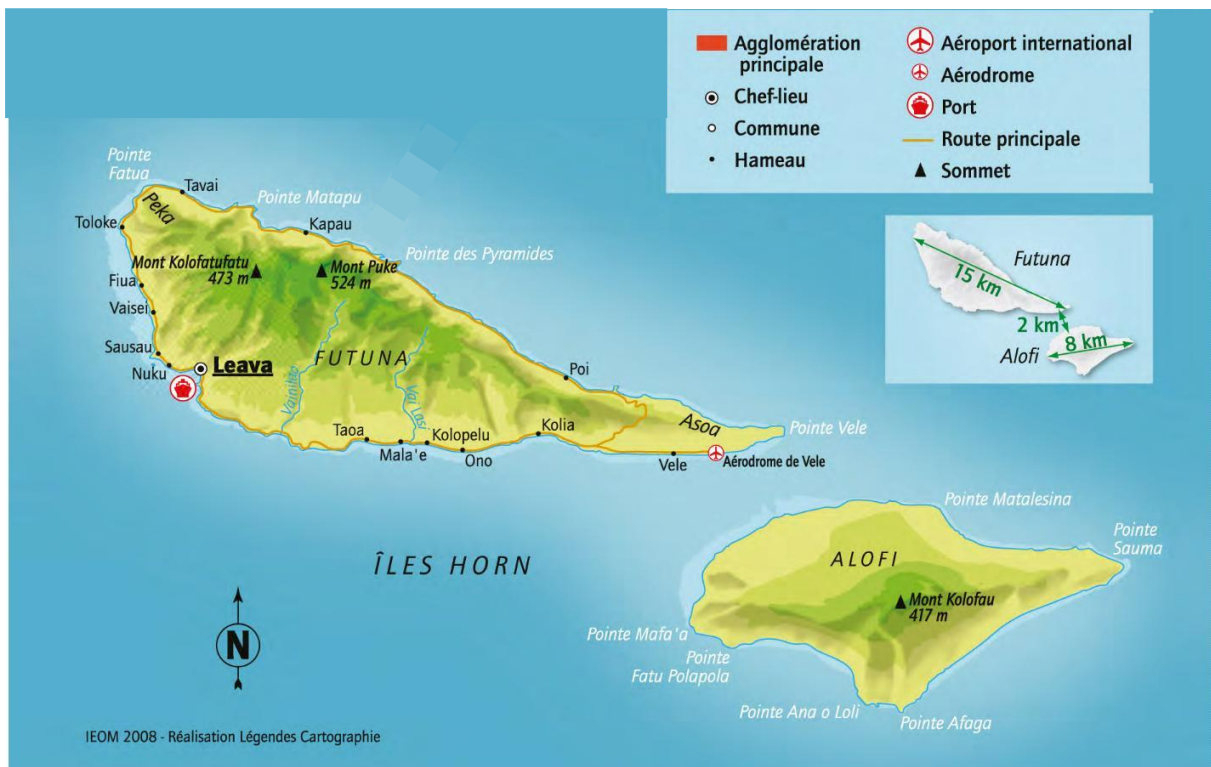 Agglomération
principale
Chef-lieu
Commune
Hameau
Aéroport international
Aérodrome
Port
Route principale
Sommet
Pointe
Fatua
Tavai
Peka
Pointe Matapu
Toloke
Kapau
Pointe des Pyramides
Mont Kolofatufatu
473 m
Mont Puke
524 m
Fiua
Vaisei
Sausau
Nuku
Leava
FUTUNA
Vainifao
Vai Lasi
Poi
Taoa
Mala'e
Kolopelu
Ono
Kolia
Asoa
Pointe Vele
Vele
Aérodrome de Vele
Futuna
15 km
2 km
Alofi
8 km
ÎLES HORN
Pointe Matalesina
Pointe
Sauma
ALOFI
Mont Kolofau
417 m
Pointe Mafa'a
Pointe
Fatu Polapola
Pointe Ana o Loli
Pointe Afaga
N
IEOM 2008 - Réalisation Légendes Cartographie